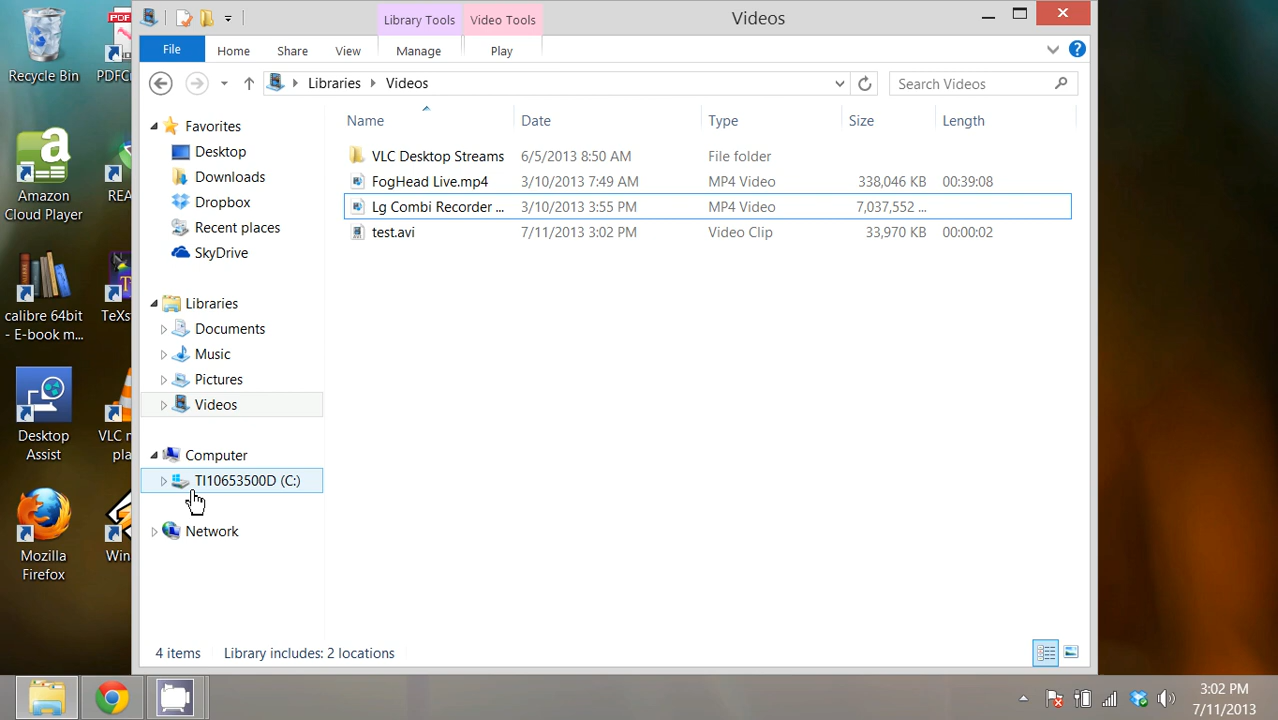 Library Tools
Video Tools
Videos
File
Home
Share
View
Manage
Play
Libraries
Videos
Search Videos
Name
Date
Type
Size
Length
VLC Desktop Streams
6/5/2013 8:50 AM
File folder
FogHead Live.mp4
3/10/2013 7:49 AM
MP4 Video
338,046 KB
00:39:08
Lg Combi Recorder ...
3/10/2013 3:55 PM
MP4 Video
7,037,552 ...
test.avi
7/11/2013 3:02 PM
Video Clip
33,970 KB
00:00:02
Favorites
Desktop
Downloads
Dropbox
Recent places
SkyDrive
Libraries
Documents
Music
Pictures
Videos
Computer
TI10653500D (C:)
Network
4 items
Library includes: 2 locations
Recycle Bin
Amazon
Cloud Player
calibre 64bit
- E-book m...
Desktop
Assist
Mozilla
Firefox
PDF
PDFC
REA
TeXs
VLC m
pla
Win
3:02 PM
7/11/2013